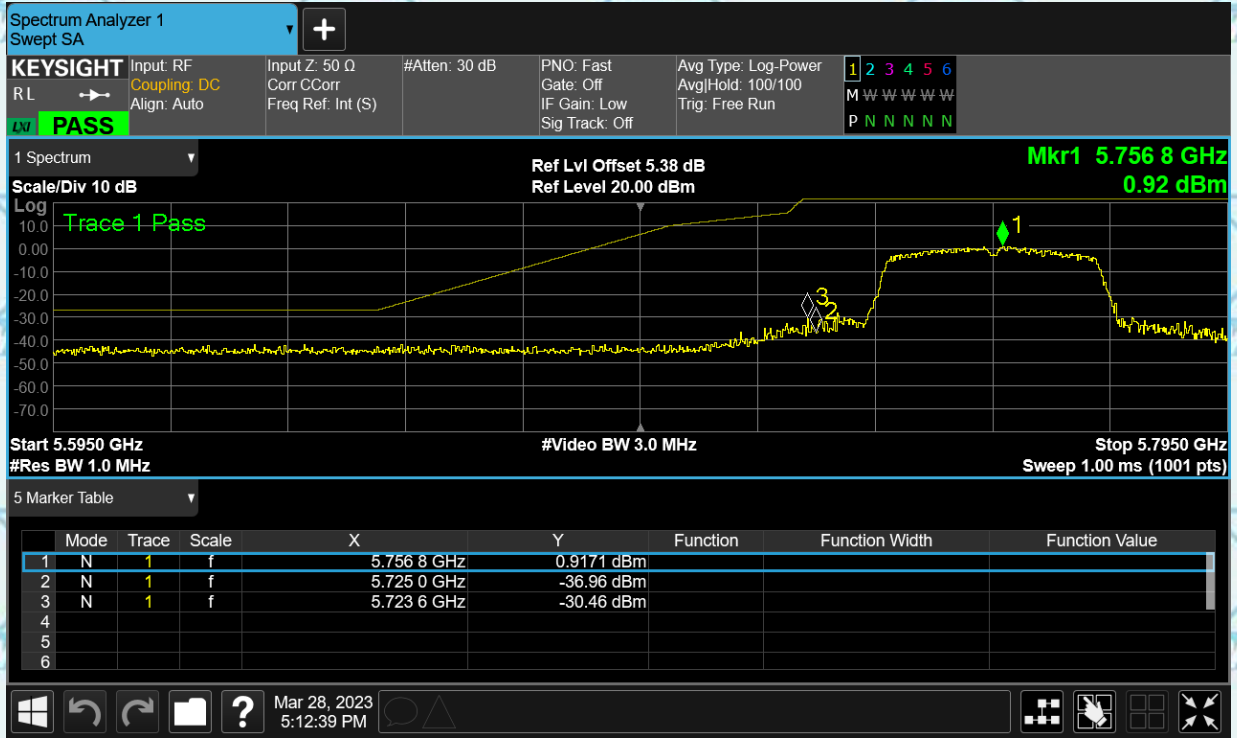 Spectrum Analyzer 1
Swept SA
+
KEYSIGHT
R L
LXI
PASS
Input: RF
Coupling: DC
Align: Auto
Input Z: 50 Ω
Corr CCorr
Freq Ref: Int (S)
#Atten: 30 dB
PNO: Fast
Gate: Off
IF Gain: Low
Sig Track: Off
Avg Type: Log-Power
Avg|Hold: 100/100
Trig: Free Run
1 2 3 4 5 6
M W W W W W
P N N N N N
1 Spectrum
Scale/Div 10 dB
Ref Lvl Offset 5.38 dB
Ref Level 20.00 dBm
Mkr1 5.756 8 GHz
0.92 dBm
Log
Trace 1 Pass
10.0
0.00
-10.0
-20.0
-30.0
-40.0
-50.0
-60.0
-70.0
1
3
2
Start 5.5950 GHz
#Video BW 3.0 MHz
Stop 5.7950 GHz
#Res BW 1.0 MHz
Sweep 1.00 ms (1001 pts)
5 Marker Table
Mode Trace Scale X Y Function Function Width Function Value
1 N 1 f 5.756 8 GHz 0.9171 dBm
2 N 1 f 5.725 0 GHz -36.96 dBm
3 N 1 f 5.723 6 GHz -30.46 dBm
4
5
6
?
Mar 28, 2023
5:12:39 PM